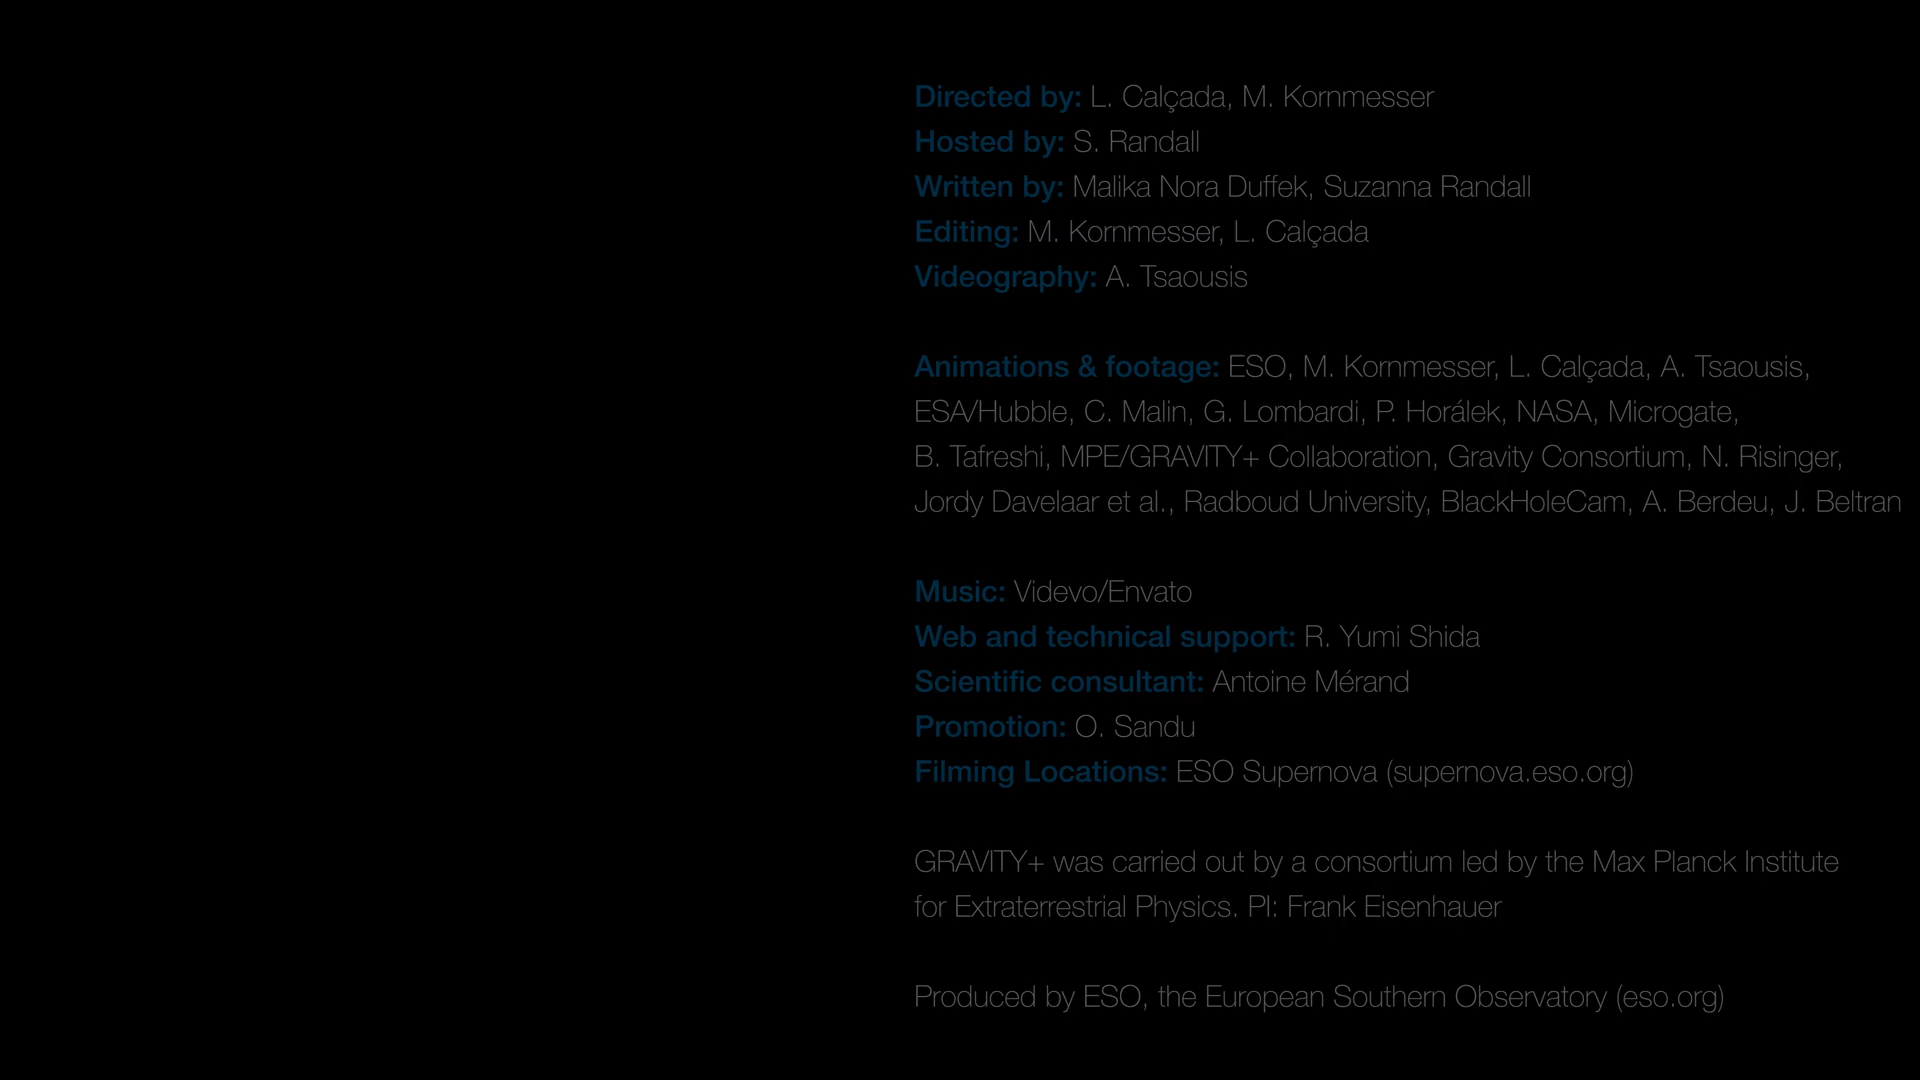 Directed by: L. Calçada, M. Kornmesser
Hosted by: S. Randall
Written by: Malika Nora Duffek, Suzanna Randall
Editing: M. Kornmesser, L. Calçada
Videography: A. Tsaousis
Animations & footage: ESO, M. Kornmesser, L. Calçada, A. Tsaousis,
ESA/Hubble, C. Malin, G. Lombardi, P. Horálek, NASA, Microgate,
B. Tafreshi, MPE/GRAVITY+ Collaboration, Gravity Consortium, N. Risinger,
Jordy Davelaar et al., Radboud University, BlackHoleCam, A. Berdeu, J. Beltran
Music: Videvo/Envato
Web and technical support: R. Yumi Shida
Scientific consultant: Antoine Mérand
Promotion: O. Sandu
Filming Locations: ESO Supernova (supernova.eso.org)
GRAVITY+ was carried out by a consortium led by the Max Planck Institute
for Extraterrestrial Physics. PI: Frank Eisenhauer
Produced by ESO, the European Southern Observatory (eso.org)